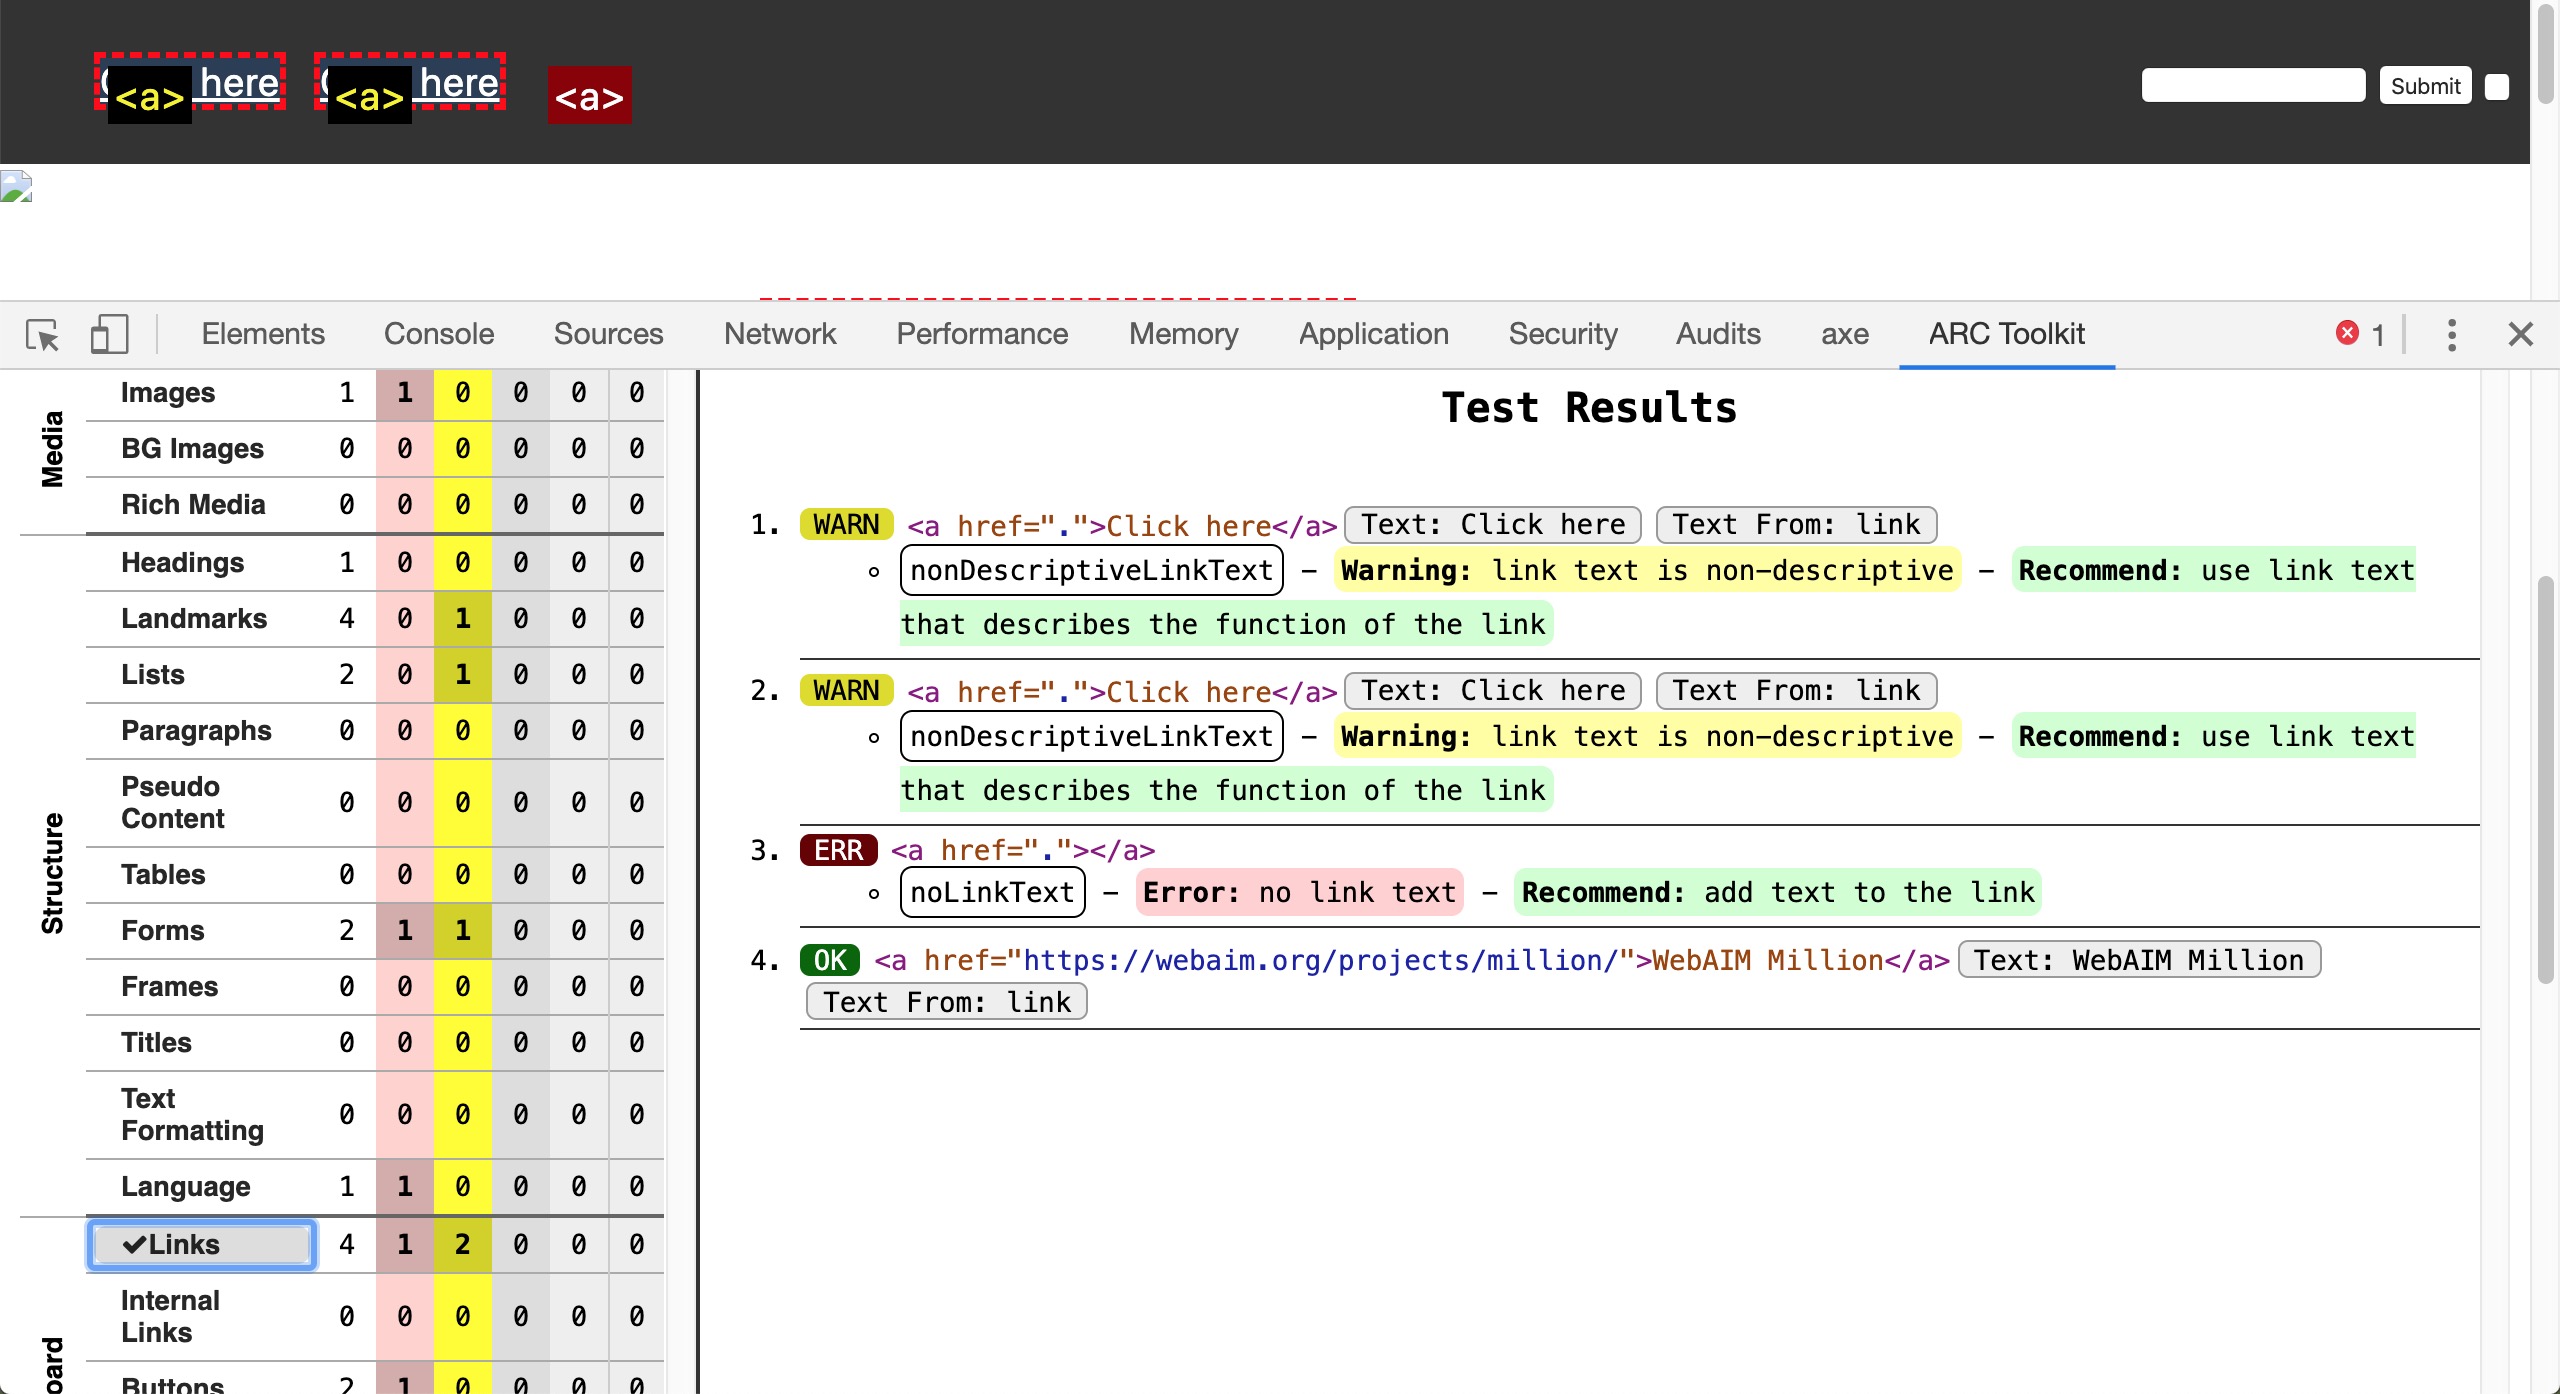 here here
<a> <a> <a>
Submit
Elements Console Sources Network Performance Memory Application Security Audits axe ARC Toolkit 1
Media
Images 1 1 0 0 0 0
BG Images 0 0 0 0 0 0
Rich Media 0 0 0 0 0 0
Structure
Headings 1 0 0 0 0 0
Landmarks 4 0 1 0 0 0
Lists 2 0 1 0 0 0
Paragraphs 0 0 0 0 0 0
Pseudo
Content 0 0 0 0 0 0
Tables 0 0 0 0 0 0
Forms 2 1 1 0 0 0
Frames 0 0 0 0 0 0
Titles 0 0 0 0 0 0
Text
Formatting 0 0 0 0 0 0
Language 1 1 0 0 0 0
✔Links 4 1 2 0 0 0
Internal
Links 0 0 0 0 0 0
Buttons 2 1 0 0 0 0
Test Results
1. WARN <a href=".">Click here</a> Text: Click here Text From: link
nonDescriptiveLinkText – Warning: link text is non-descriptive – Recommend: use link text
that describes the function of the link
2. WARN <a href=".">Click here</a> Text: Click here Text From: link
nonDescriptiveLinkText – Warning: link text is non-descriptive – Recommend: use link text
that describes the function of the link
3. ERR <a href="."></a>
noLinkText – Error: no link text – Recommend: add text to the link
4. OK <a href="https://webaim.org/projects/million/">WebAIM Million</a> Text: WebAIM Million
Text From: link